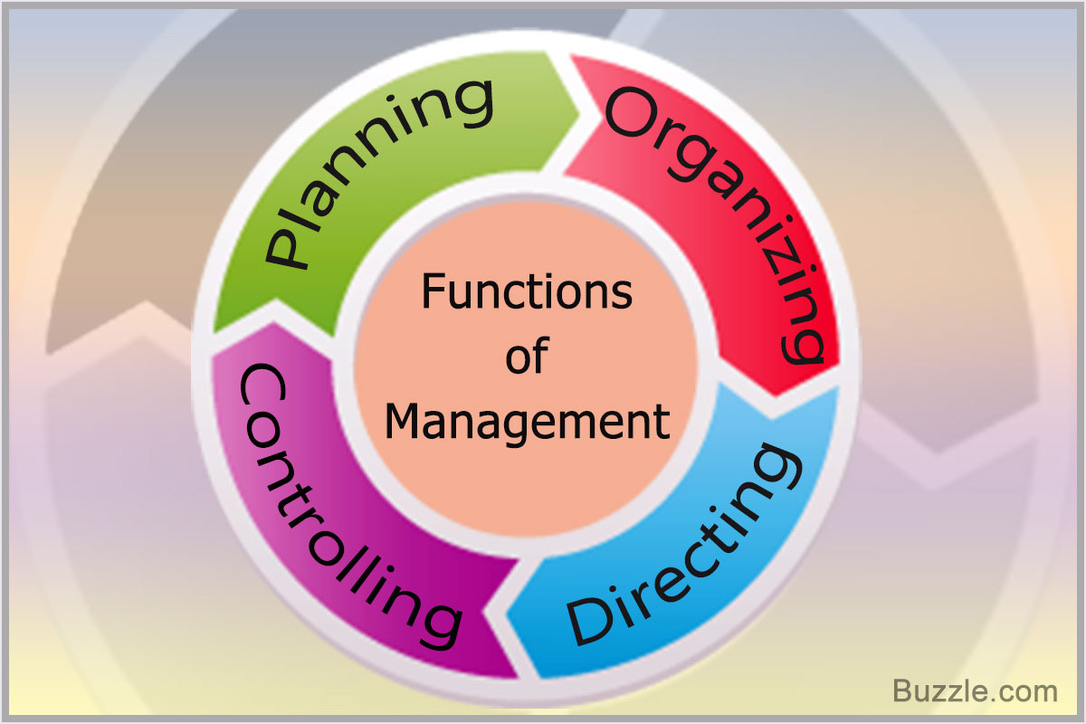 Planning
Organizing
Directing
Controlling
Functions
of
Management
Buzzle.com